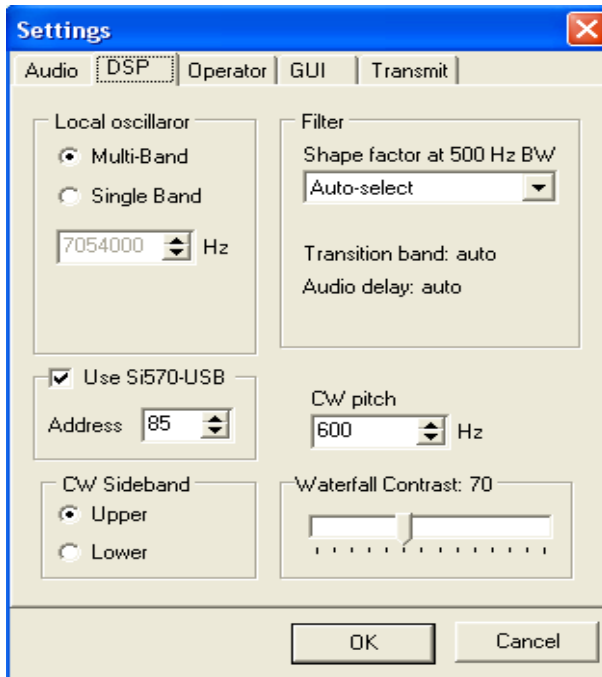 Settings
Audio DSP Operator GUI Transmit
Local oscillaror
Multi-Band
Single Band
7054000 Hz
Filter
Shape factor at 500 Hz BW
Auto-select
Transition band: auto
Audio delay: auto
Use Si570-USB
Address 85
CW pitch
600 Hz
CW Sideband
Upper
Lower
Waterfall Contrast: 70
OK Cancel